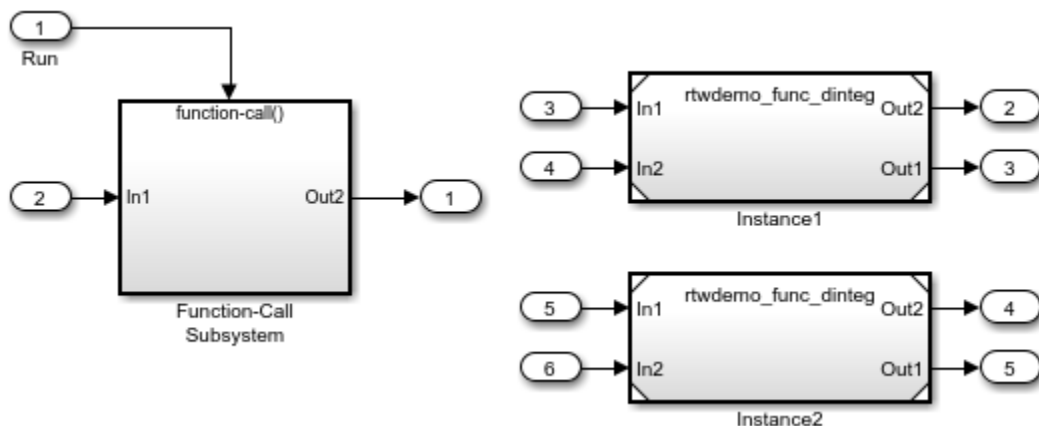 1
Run
function-call()
2
In1
Out2
1
Function-Call
Subsystem
rtwdemo_func_dinteg
3
In1
Out2
2
4
In2
Out1
3
Instance1
rtwdemo_func_dinteg
5
In1
Out2
4
6
In2
Out1
5
Instance2